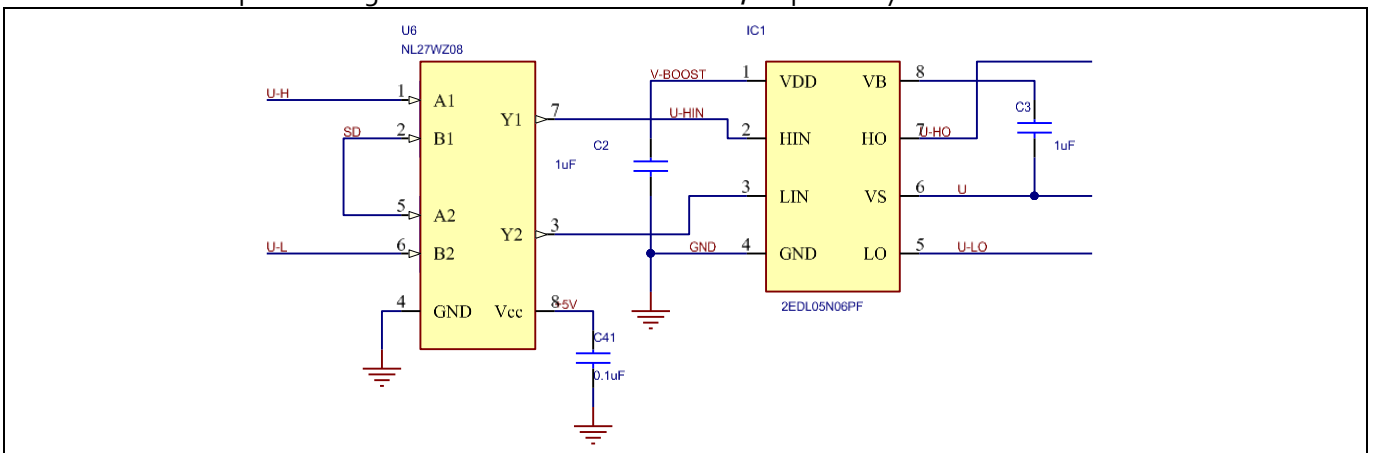 U6
NL27WZ08
U-H
1
A1
SD
2
B1
5
A2
U-L
6
B2
4
GND
Y1
7
Y2
3
Vcc
8
+5V
C41
0.1uF
C2
1uF
IC1
V-BOOST
1
VDD
U-HIN
2
HIN
3
LIN
GND
4
GND
VB
8
HO
7
U-HO
VS
6
U
LO
5
U-LO
C3
1uF
2EDL05N06PF